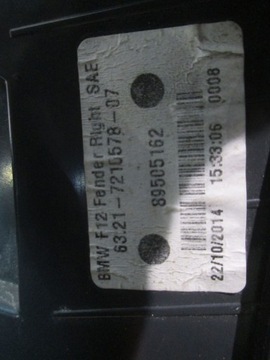 BMW F12 Fender Right SAE
63.21-7210578-07
89505162
22/10/2014 15:33:06 0008